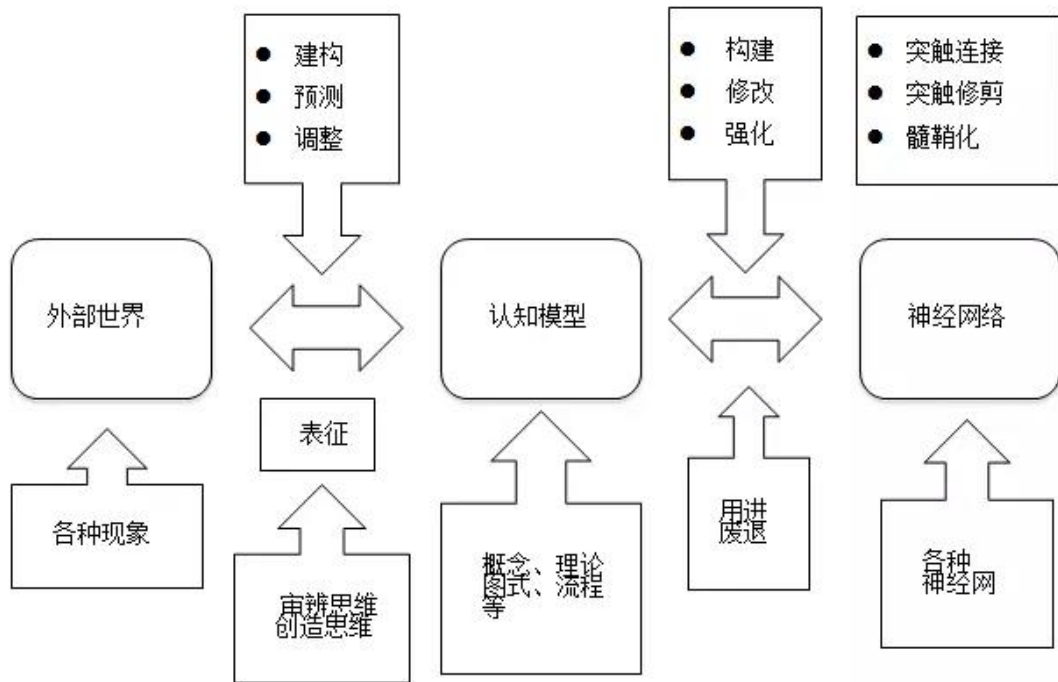 建构
预测
调整
构建
修改
强化
突触连接
突触修剪
髓鞘化
外部世界
认知模型
神经网络
表征
各种现象
审辨思维
创造思维
概念、理论
图式、流程
等
用进
废退
各种
神经网